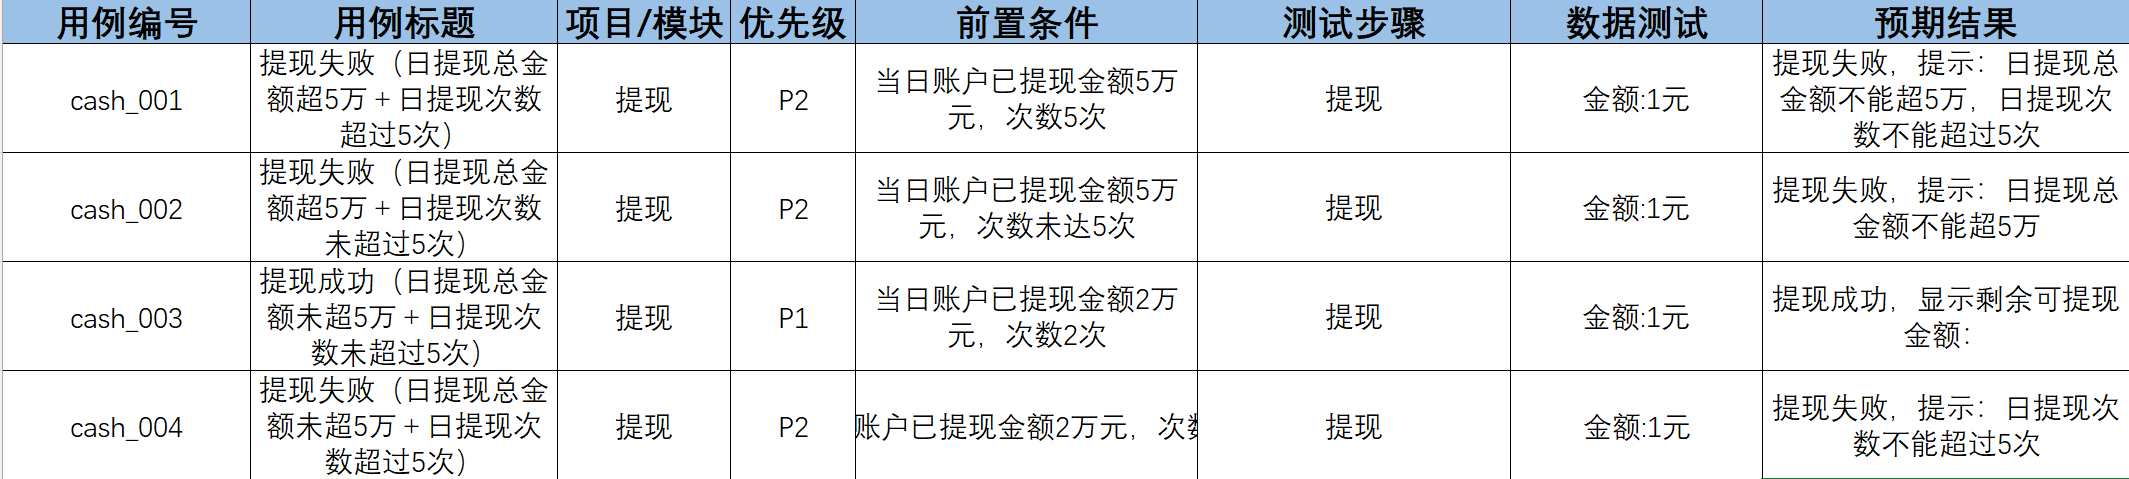 用例编号 用例标题 项目/模块 优先级 前置条件 测试步骤 数据测试 预期结果
cash_001
提现失败（日提现总金
额超5万＋日提现次数
超过5次）
提现
P2
当日账户已提现金额5万
元，次数5次
提现
金额:1元
提现失败，提示：日提现总
金额不能超5万，日提现次
数不能超过5次
cash_002
提现失败（日提现总金
额超5万＋日提现次数
未超过5次）
提现
P2
当日账户已提现金额5万
元，次数未达5次
提现
金额:1元
提现失败，提示：日提现总
金额不能超5万
cash_003
提现成功（日提现总金
额未超5万＋日提现次
数未超过5次）
提现
P1
当日账户已提现金额2万
元，次数2次
提现
金额:1元
提现成功，显示剩余可提现
金额：
cash_004
提现失败（日提现总金
额未超5万＋日提现次
数超过5次）
提现
P2
账户已提现金额2万元，次
提现
金额:1元
提现失败，提示：日提现次
数不能超过5次